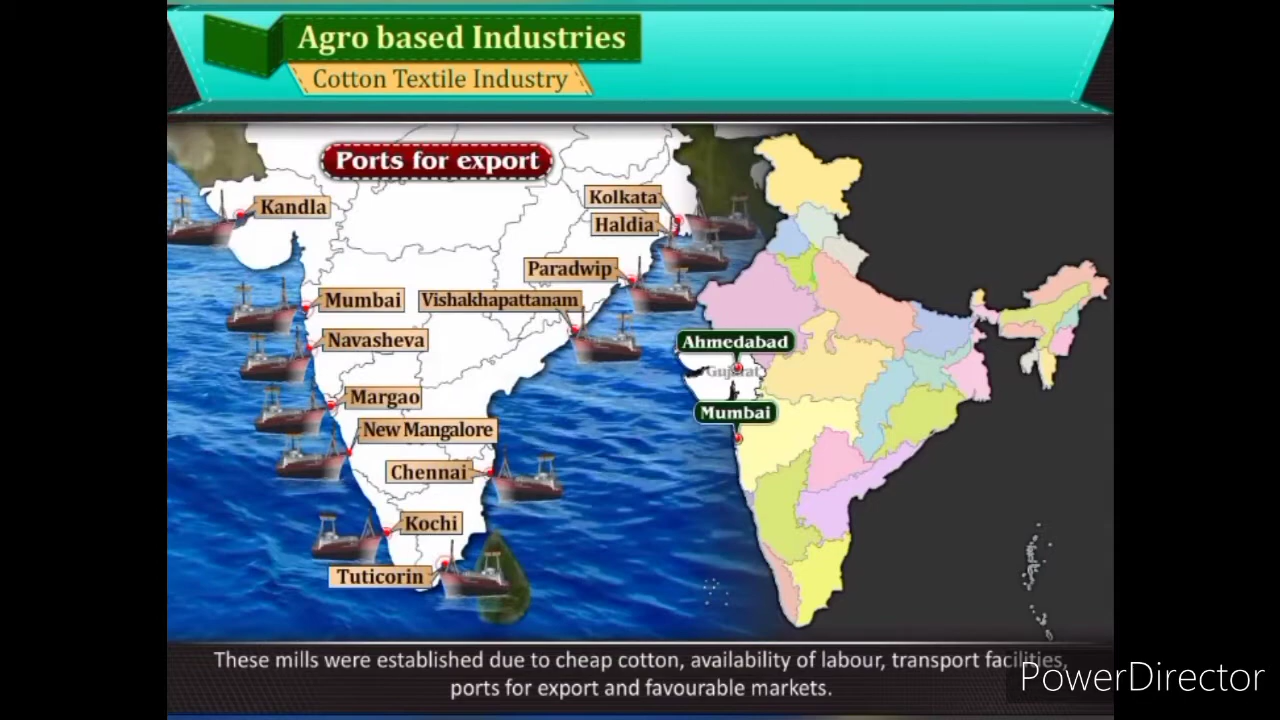 Agro based Industries
Cotton Textile Industry
Ports for export
Kandla
Kolkata
Haldia
Paradwip
Mumbai
Vishakhapattanam
Navasheva
Margao
New Mangalore
Chennai
Kochi
Tuticorin
Ahmedabad
Gujarat
Mumbai
These mills were established due to cheap cotton, availability of labour, transport facilities,
ports for export and favourable markets.
PowerDirector